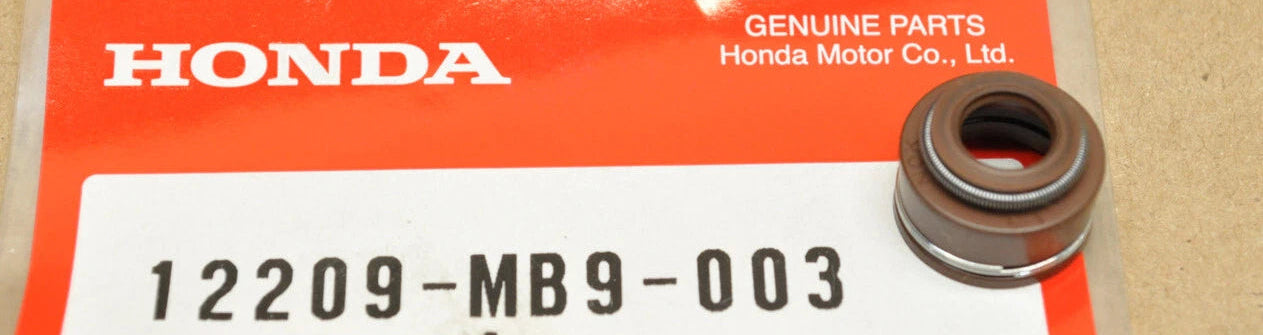 HONDA
GENUINE PARTS
Honda Motor Co., Ltd.
12209-MB9-003